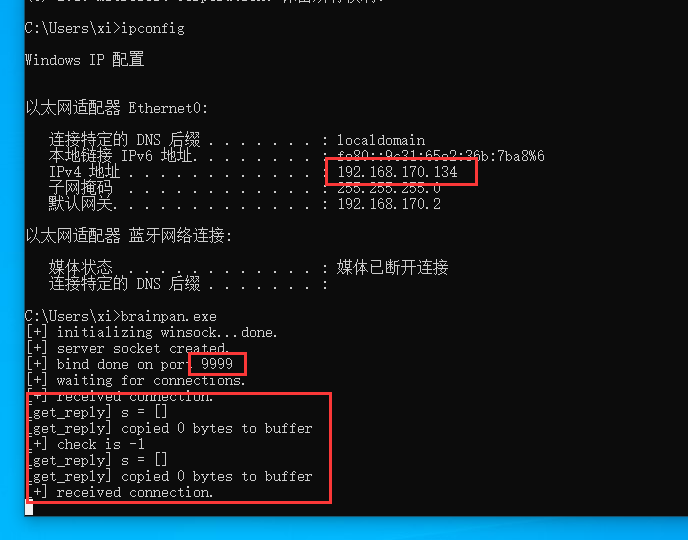 C:\Users\xi>ipconfig
Windows IP 配置
以太网适配器 Ethernet0:
连接特定的 DNS 后缀 . . . . . . . : localdomain
本地链接 IPv6 地址. . . . . . . . : fe80::9c31:65e2:36b:7ba8%6
IPv4 地址 . . . . . . . . . . . . : 192.168.170.134
子网掩码 . . . . . . . . . . . . : 255.255.255.0
默认网关. . . . . . . . . . . . . : 192.168.170.2
以太网适配器 蓝牙网络连接:
媒体状态 . . . . . . . . . . . . : 媒体已断开连接
连接特定的 DNS 后缀 . . . . . . . :
C:\Users\xi>brainpan.exe
[+] initializing winsock...done.
[+] server socket created.
[+] bind done on port 9999
[+] waiting for connections.
[+] received connection.
[get_reply] s = []
[get_reply] copied 0 bytes to buffer
[+] check is -1
[get_reply] s = []
[get_reply] copied 0 bytes to buffer
[+] received connection.